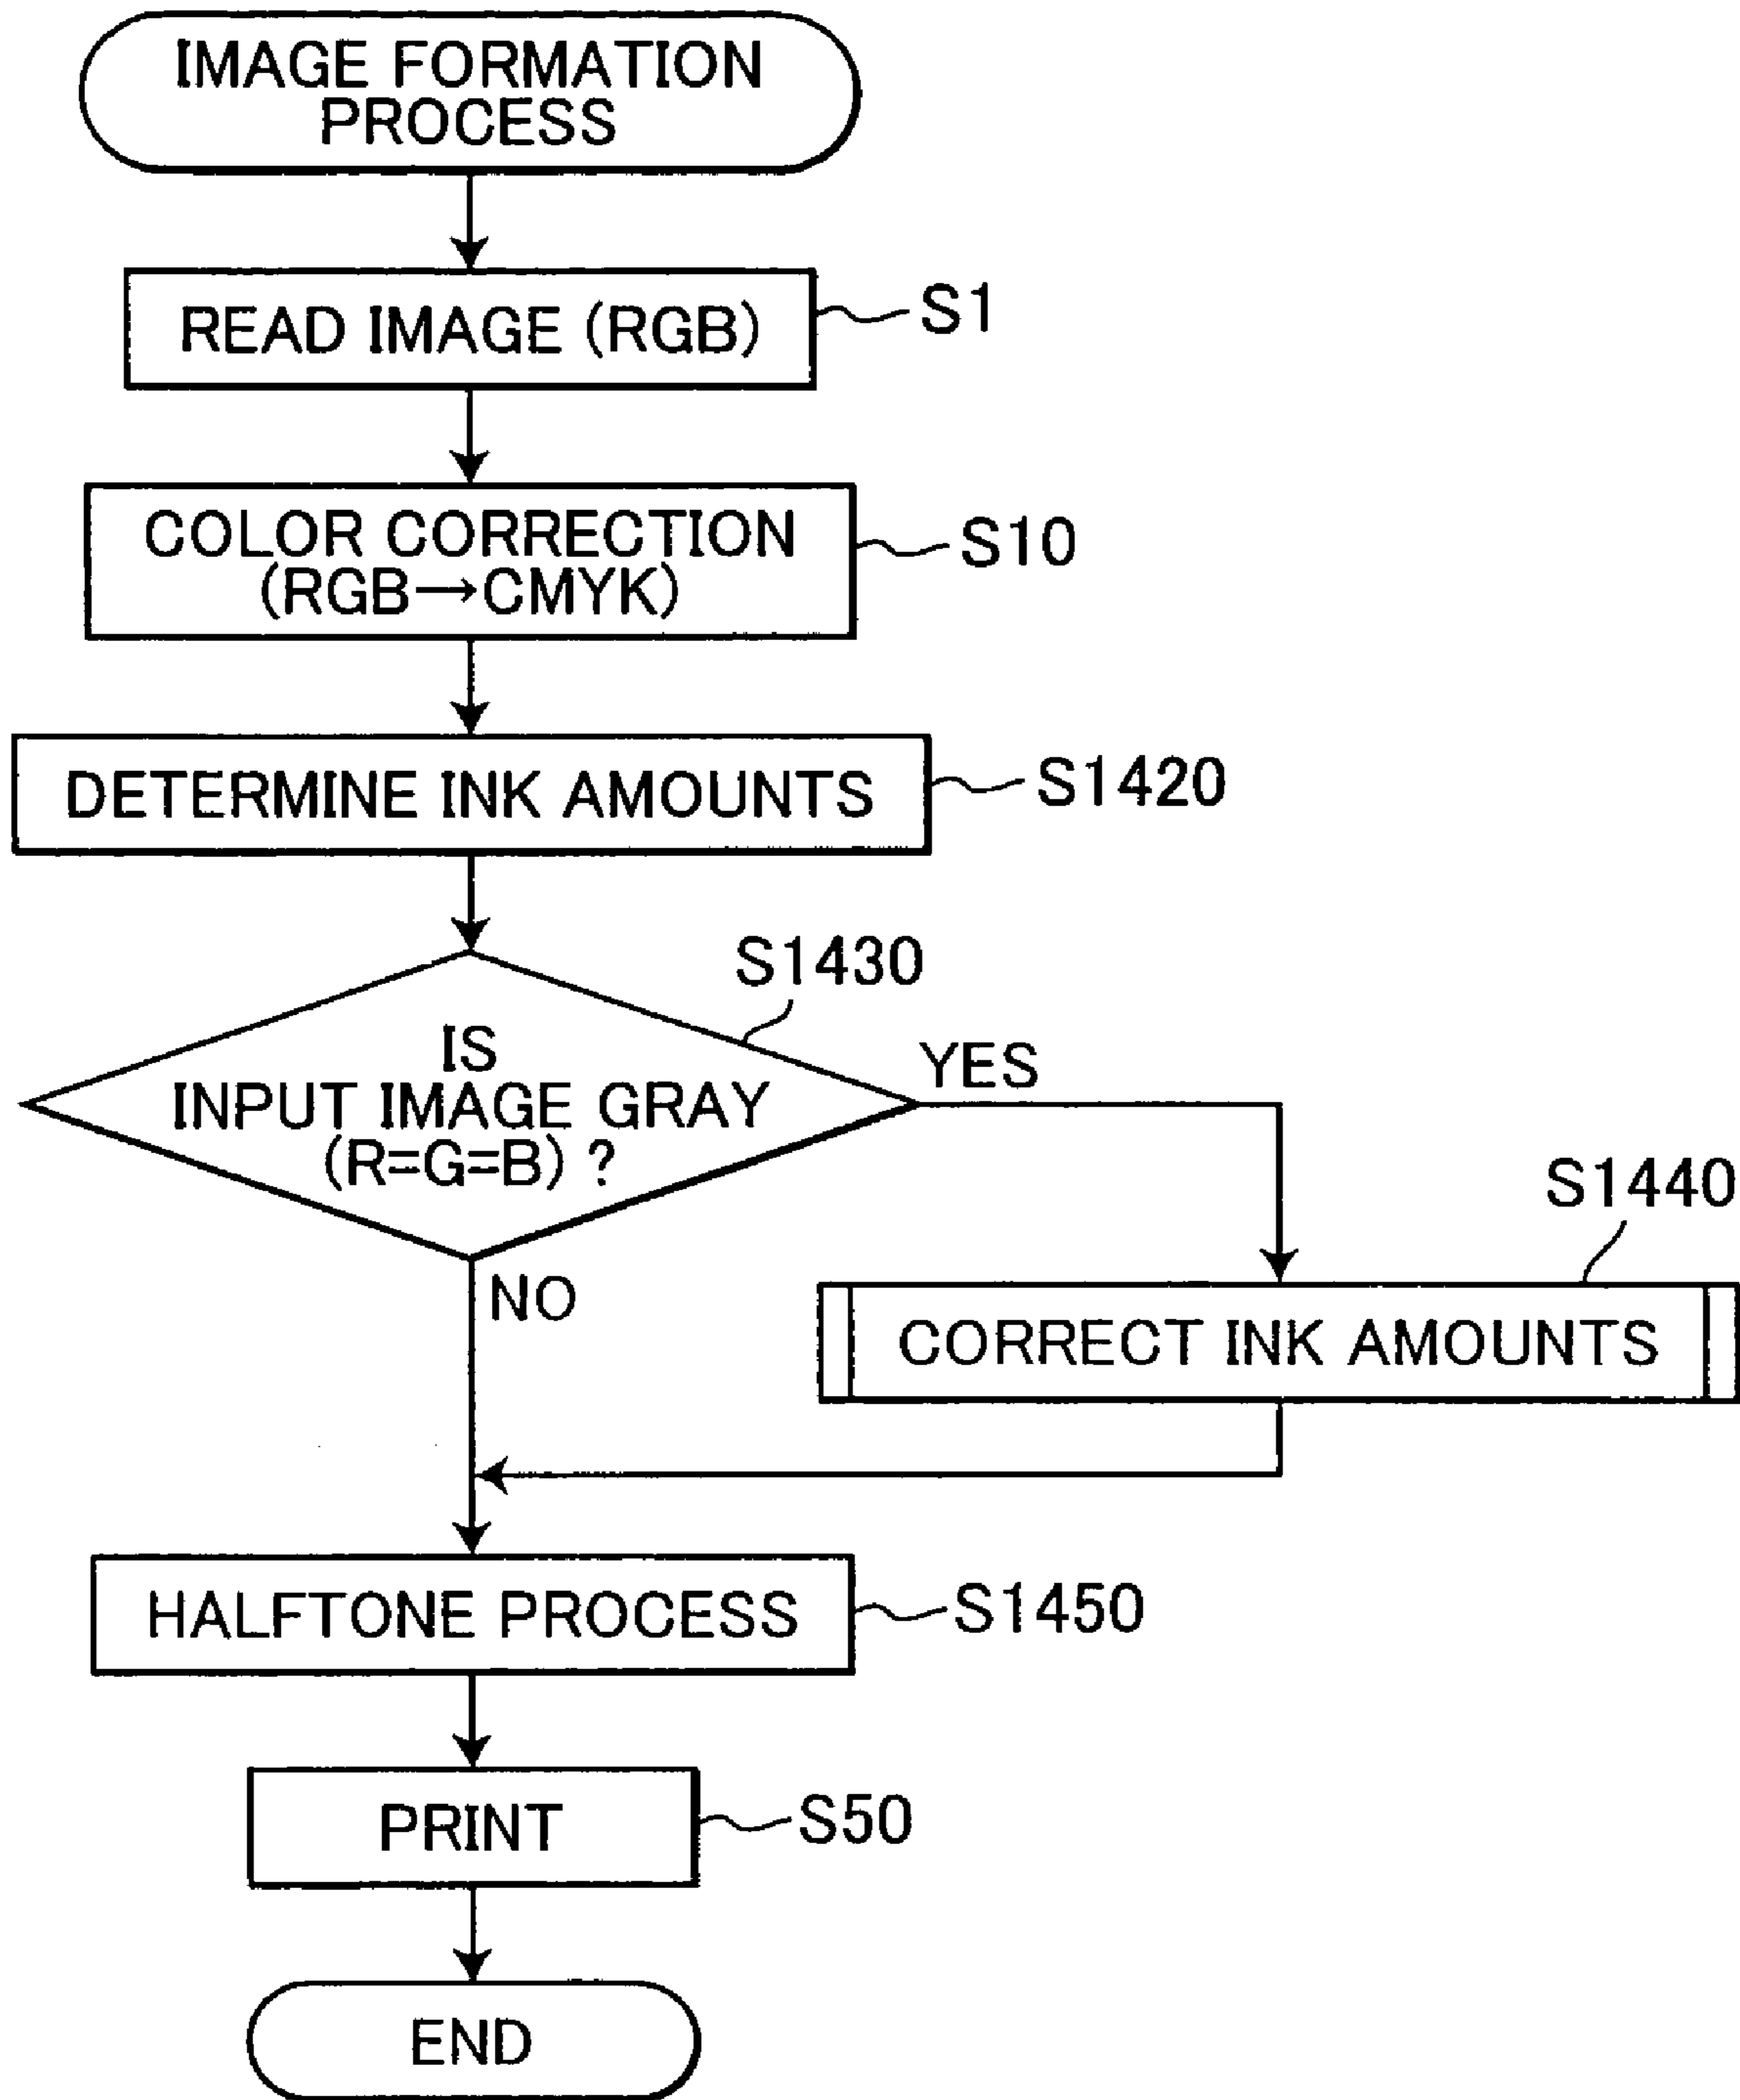 IMAGE FORMATION
PROCESS
READ IMAGE (RGB)
S1
COLOR CORRECTION
(RGB→CMYK)
S10
DETERMINE INK AMOUNTS
S1420
S1430
IS
INPUT IMAGE GRAY
(R=G=B) ?
YES
NO
S1440
CORRECT INK AMOUNTS
HALFTONE PROCESS
S1450
PRINT
S50
END